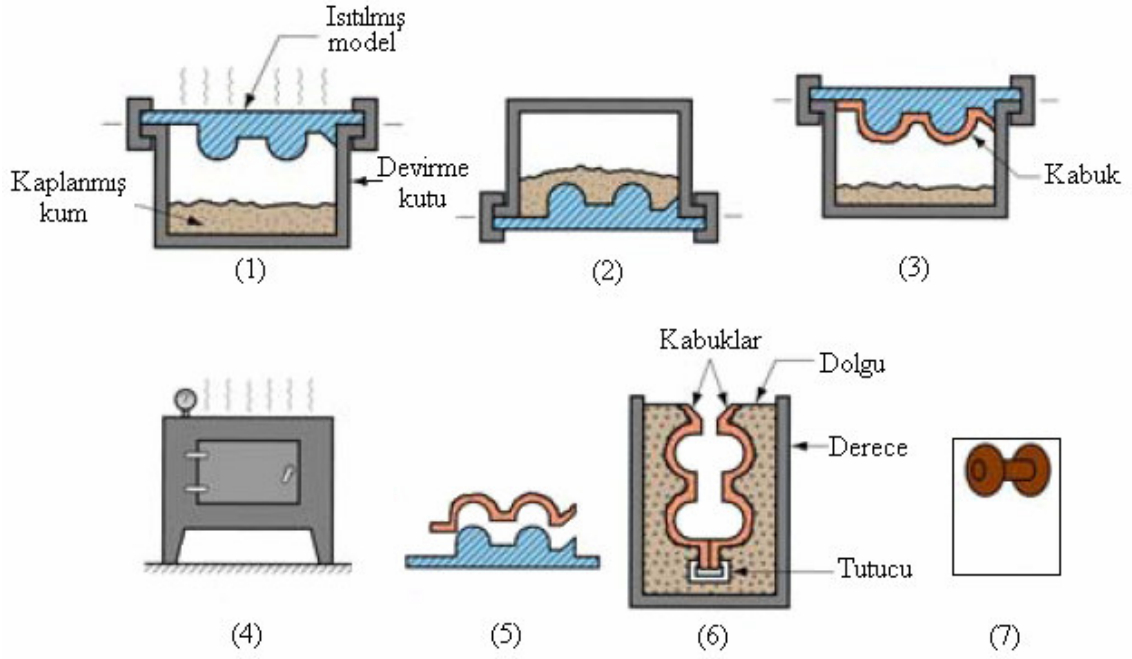 Isıtılmış
model
Kaplanmış
kum
Devirme
kutu
Kabuk
(1)
(2)
(3)
Kabuklar
Dolgu
Derece
Tutucu
(4)
(5)
(6)
(7)